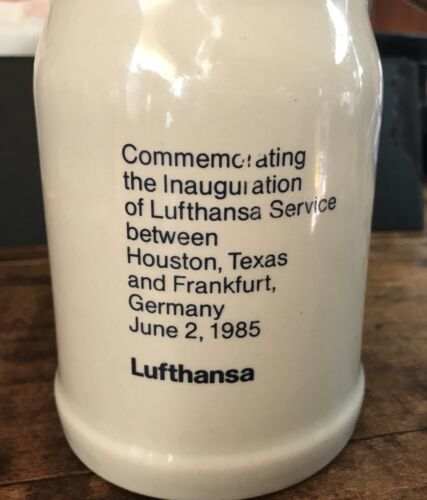 Commemorating
the Inauguration
of Lufthansa Service
between
Houston, Texas
and Frankfurt,
Germany
June 2, 1985
Lufthansa